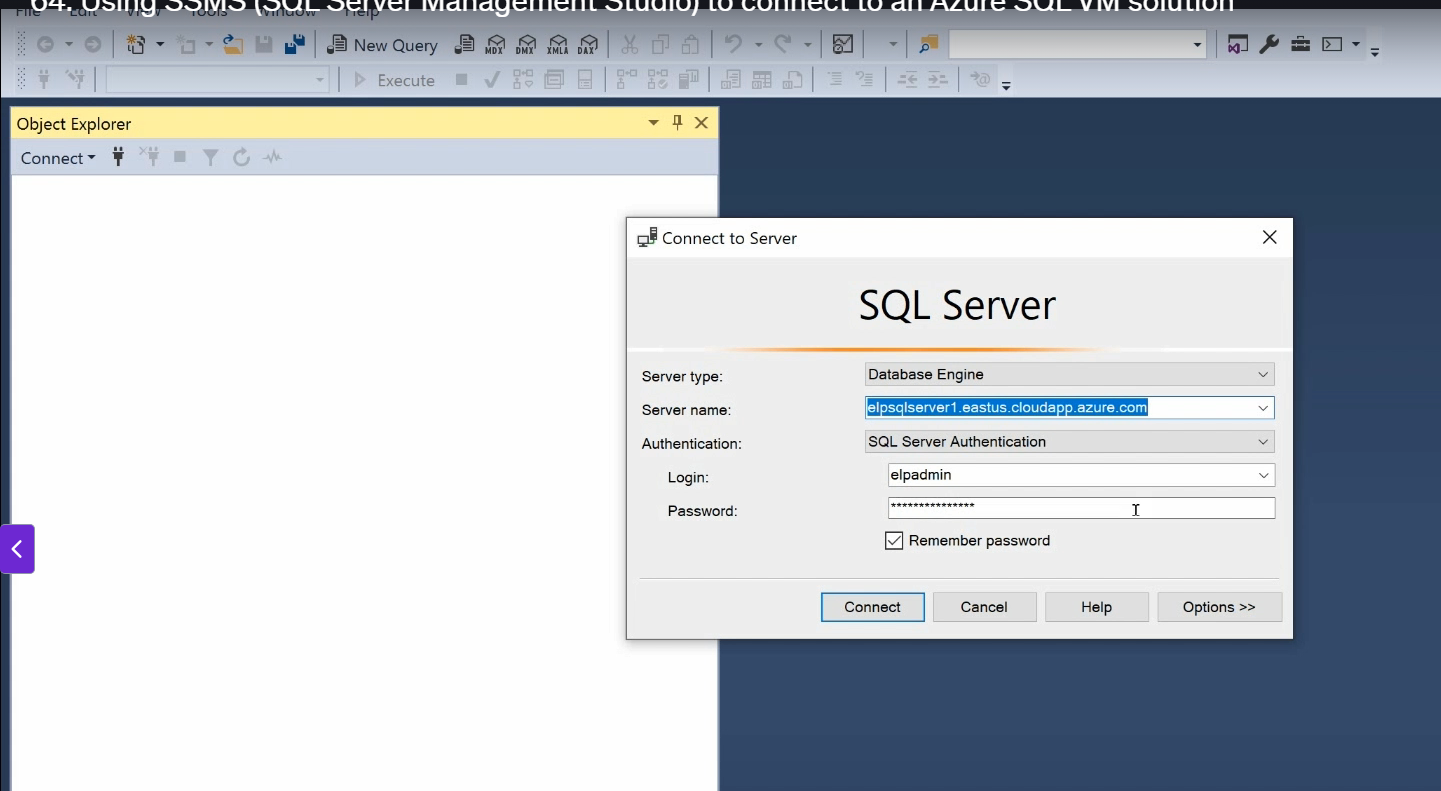 64. Using SSMS (SQL Server Management Studio) to connect to an Azure SQL VM solution
File Edit View Tools Window Help
New Query MDX DMX XMLA DAX
Execute
Object Explorer
Connect
Connect to Server
SQL Server
Server type: Database Engine
Server name: elpsqlserver1.eastus.cloudapp.azure.com
Authentication: SQL Server Authentication
Login: elpadmin
Password: ***************
Remember password
Connect Cancel Help Options >>